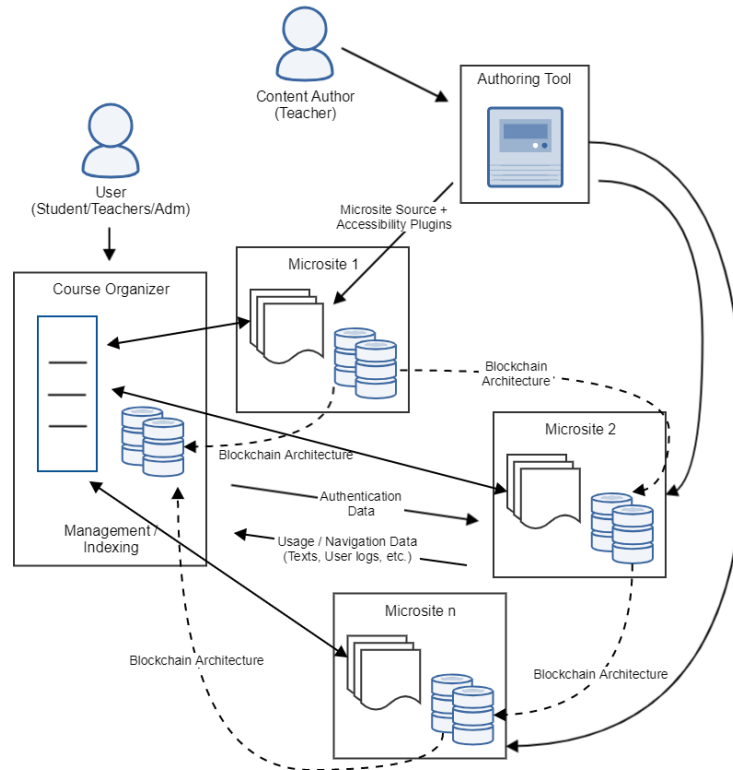 Authoring Tool
Content Author
(Teacher)
User
(Student/Teachers/Adm)
Microsite Source +
Accessibility Plugins
Microsite 1
Course Organizer
Blockchain
Architecture
Microsite 2
Blockchain Architecture
Authentication
Data
Management /
Indexing
Usage / Navigation Data
(Texts, User logs, etc.)
Microsite n
Blockchain Architecture
Blockchain Architecture